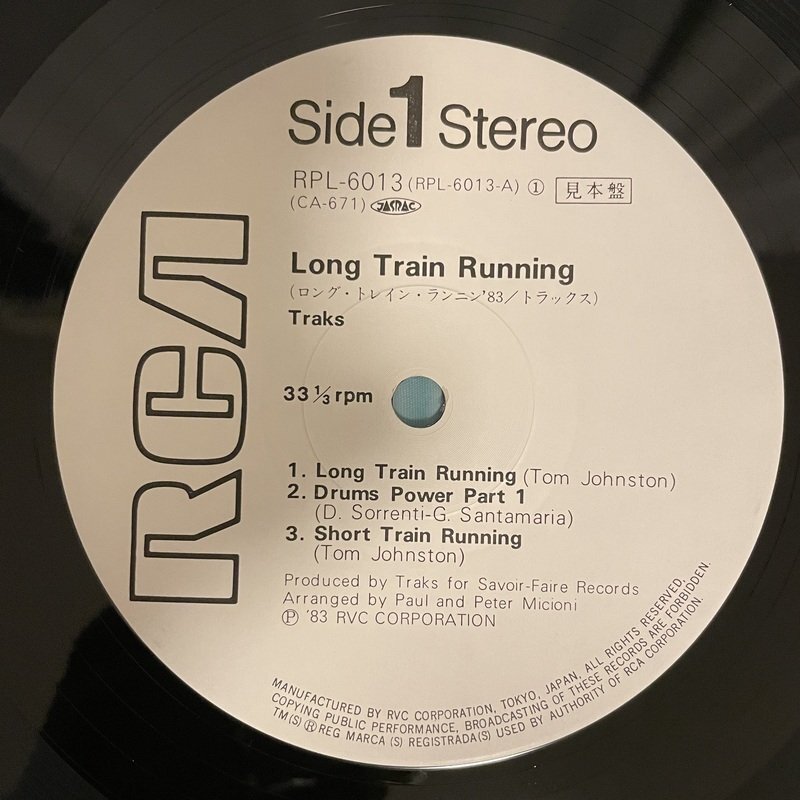 Side 1 Stereo
RPL-6013 (RPL-6013-A) ① 見本盤
(CA-671) JASRAC
Long Train Running
(ロング・トレイン・ランニン'83/トラックス)
Traks
33 ⅓ rpm
RCA
1. Long Train Running (Tom Johnston)
2. Drums Power Part 1
(D. Sorrenti-G. Santamaria)
3. Short Train Running
(Tom Johnston)
Produced by Traks for Savoir-Faire Records
Arranged by Paul and Peter Micioni
Ⓟ '83 RVC CORPORATION
MANUFACTURED BY RVC CORPORATION, TOKYO, JAPAN, ALL RIGHTS RESERVED.
COPYING PUBLIC PERFORMANCE, BROADCASTING OF THESE RECORDS ARE FORBIDDEN.
TM(S) Ⓡ REG MARCA (S) REGISTRADA(S) USED BY AUTHORITY OF RCA CORPORATION.